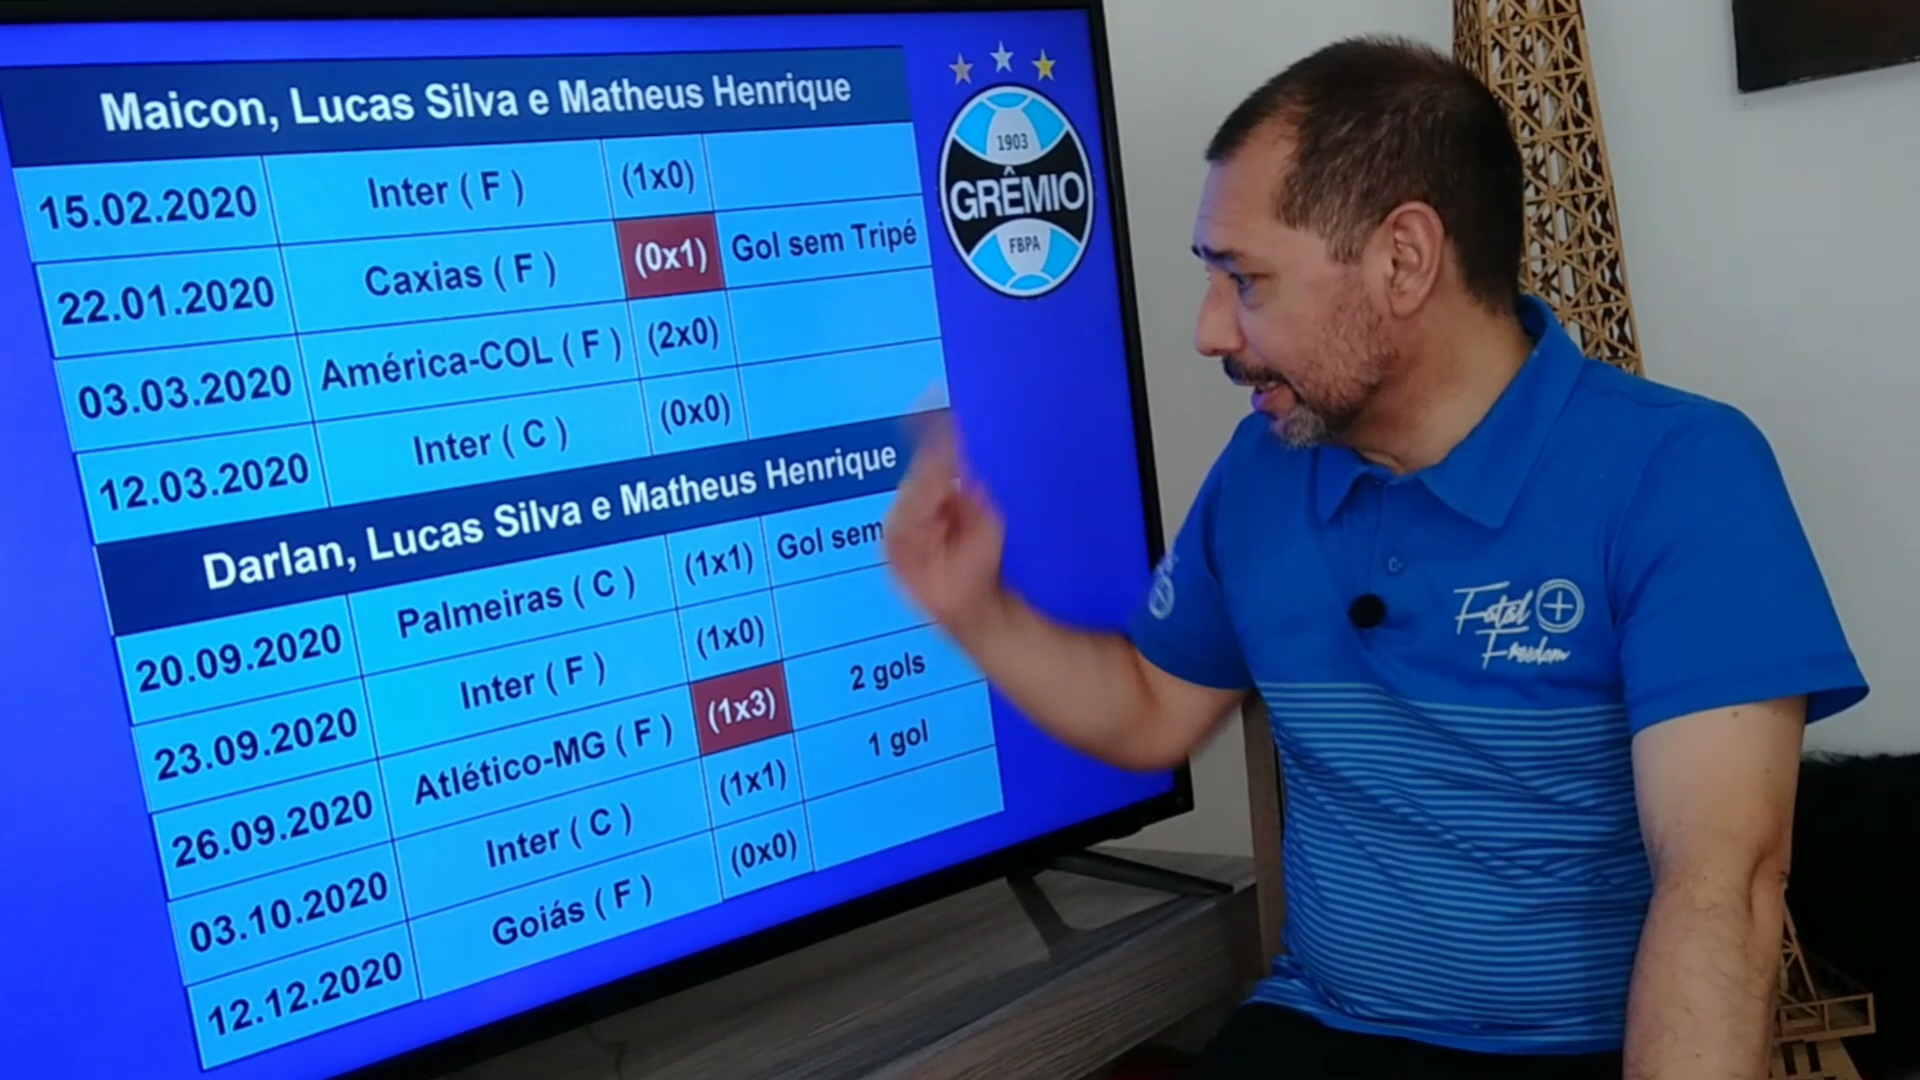 Maicon, Lucas Silva e Matheus Henrique
15.02.2020 Inter ( F ) (1x0)
22.01.2020 Caxias ( F ) (0x1) Gol sem Tripé
03.03.2020 América-COL ( F ) (2x0)
12.03.2020 Inter ( C ) (0x0)
Darlan, Lucas Silva e Matheus Henrique
20.09.2020 Palmeiras ( C ) (1x1) Gol sem
23.09.2020 Inter ( F ) (1x0)
26.09.2020 Atlético-MG ( F ) (1x3) 2 gols
03.10.2020 Inter ( C ) (1x1) 1 gol
12.12.2020 Goiás ( F ) (0x0)
1903
GRÊMIO
FBPA
Fatal
Freedom